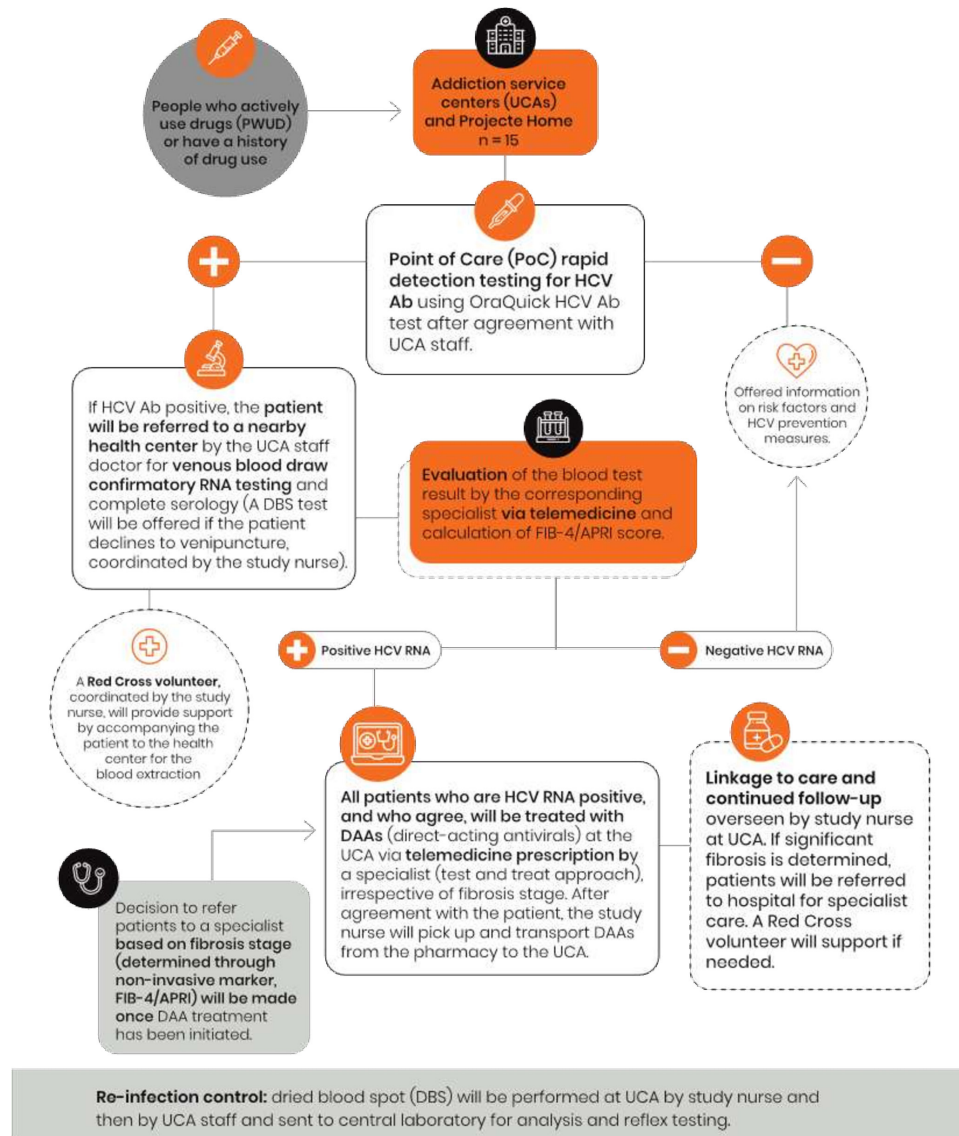 People who actively
use drugs (PWUD)
or have a history
of drug use
Addiction service
centers (UCAs)
and Projecte Home
n = 15
Point of Care (PoC) rapid
detection testing for HCV
Ab using OraQuick HCV Ab
test after agreement with
UCA staff.
If HCV Ab positive, the patient
will be referred to a nearby
health center by the UCA staff
doctor for venous blood draw
confirmatory RNA testing and
complete serology (A DBS test
will be offered if the patient
declines to venipuncture,
coordinated by the study nurse).
Offered information
on risk factors and
HCV prevention
measures.
Evaluation of the blood test
result by the corresponding
specialist via telemedicine and
calculation of FIB-4/APRI score.
A Red Cross volunteer,
coordinated by the study
nurse, will provide support
by accompanying the
patient to the health
center for the
blood extraction
Positive HCV RNA
Negative HCV RNA
All patients who are HCV RNA positive,
and who agree, will be treated with
DAAs (direct-acting antivirals) at the
UCA via telemedicine prescription by
a specialist (test and treat approach),
irrespective of fibrosis stage. After
agreement with the patient, the study
nurse will pick up and transport DAAs
from the pharmacy to the UCA.
Linkage to care and
continued follow-up
overseen by study nurse
at UCA. If significant
fibrosis is determined,
patients will be referred
to hospital for specialist
care. A Red Cross
volunteer will support if
needed.
Decision to refer
patients to a specialist
based on fibrosis stage
(determined through
non-invasive marker,
FIB-4/APRI) will be made
once DAA treatment
has been initiated.
Re-infection control: dried blood spot (DBS) will be performed at UCA by study nurse and
then by UCA staff and sent to central laboratory for analysis and reflex testing.